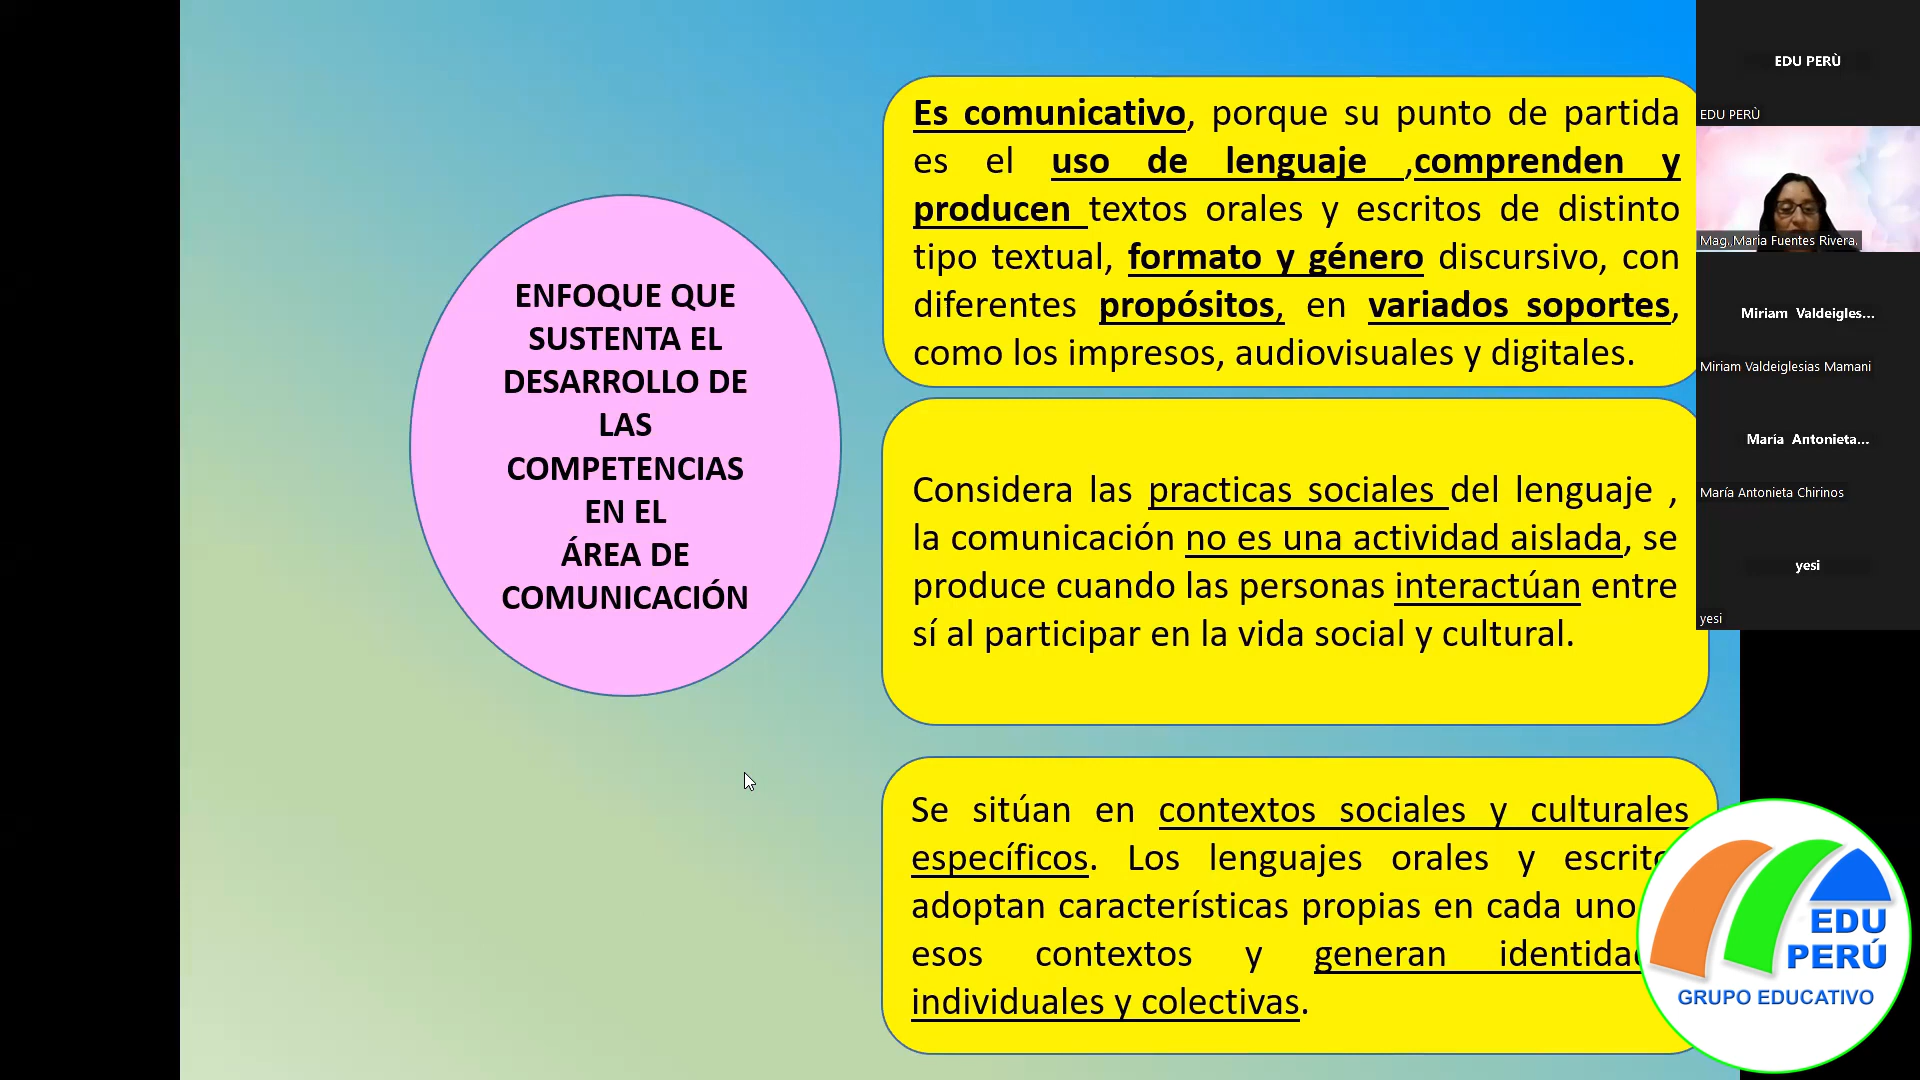 ENFOQUE QUE
SUSTENTA EL
DESARROLLO DE
LAS
COMPETENCIAS
EN EL
ÁREA DE
COMUNICACIÓN
Es comunicativo, porque su punto de partida
es el uso de lenguaje ,comprenden y
producen textos orales y escritos de distinto
tipo textual, formato y género discursivo, con
diferentes propósitos, en variados soportes,
como los impresos, audiovisuales y digitales.
Considera las practicas sociales del lenguaje ,
la comunicación no es una actividad aislada, se
produce cuando las personas interactúan entre
sí al participar en la vida social y cultural.
Se sitúan en contextos sociales y culturales
específicos. Los lenguajes orales y
adoptan características propias en cada uno
esos contextos y generan
individuales y colectivas.
EDU PERÙ
EDU PERÙ
Mag. Maria Fuentes Rivera.
Miriam Valdeigles...
Miriam Valdeiglesias Mamani
María Antonieta...
María Antonieta Chirinos
yesi
yesi
EDU
PERÚ
GRUPO EDUCATIVO